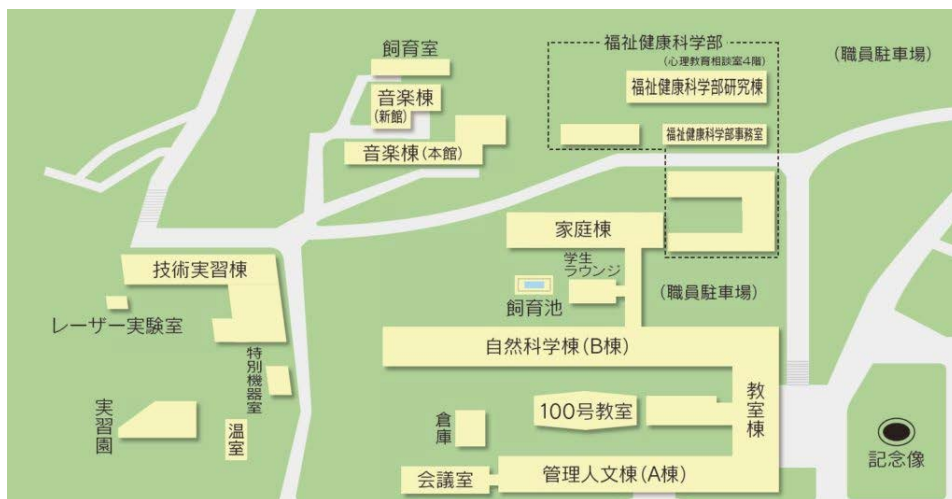 福祉健康科学部
(心理教育相談室4階)
(職員駐車場)
飼育室
福祉健康科学部研究棟
音楽棟
(新館)
福祉健康科学部事務室
音楽棟(本館)
家庭棟
技術実習棟
学生
ラウンジ
飼育池
(職員駐車場)
レーザー実験室
自然科学棟(B棟)
特別機器室
教室棟
100号教室
倉庫
実習園
温室
記念像
会議室
管理人文棟(A棟)